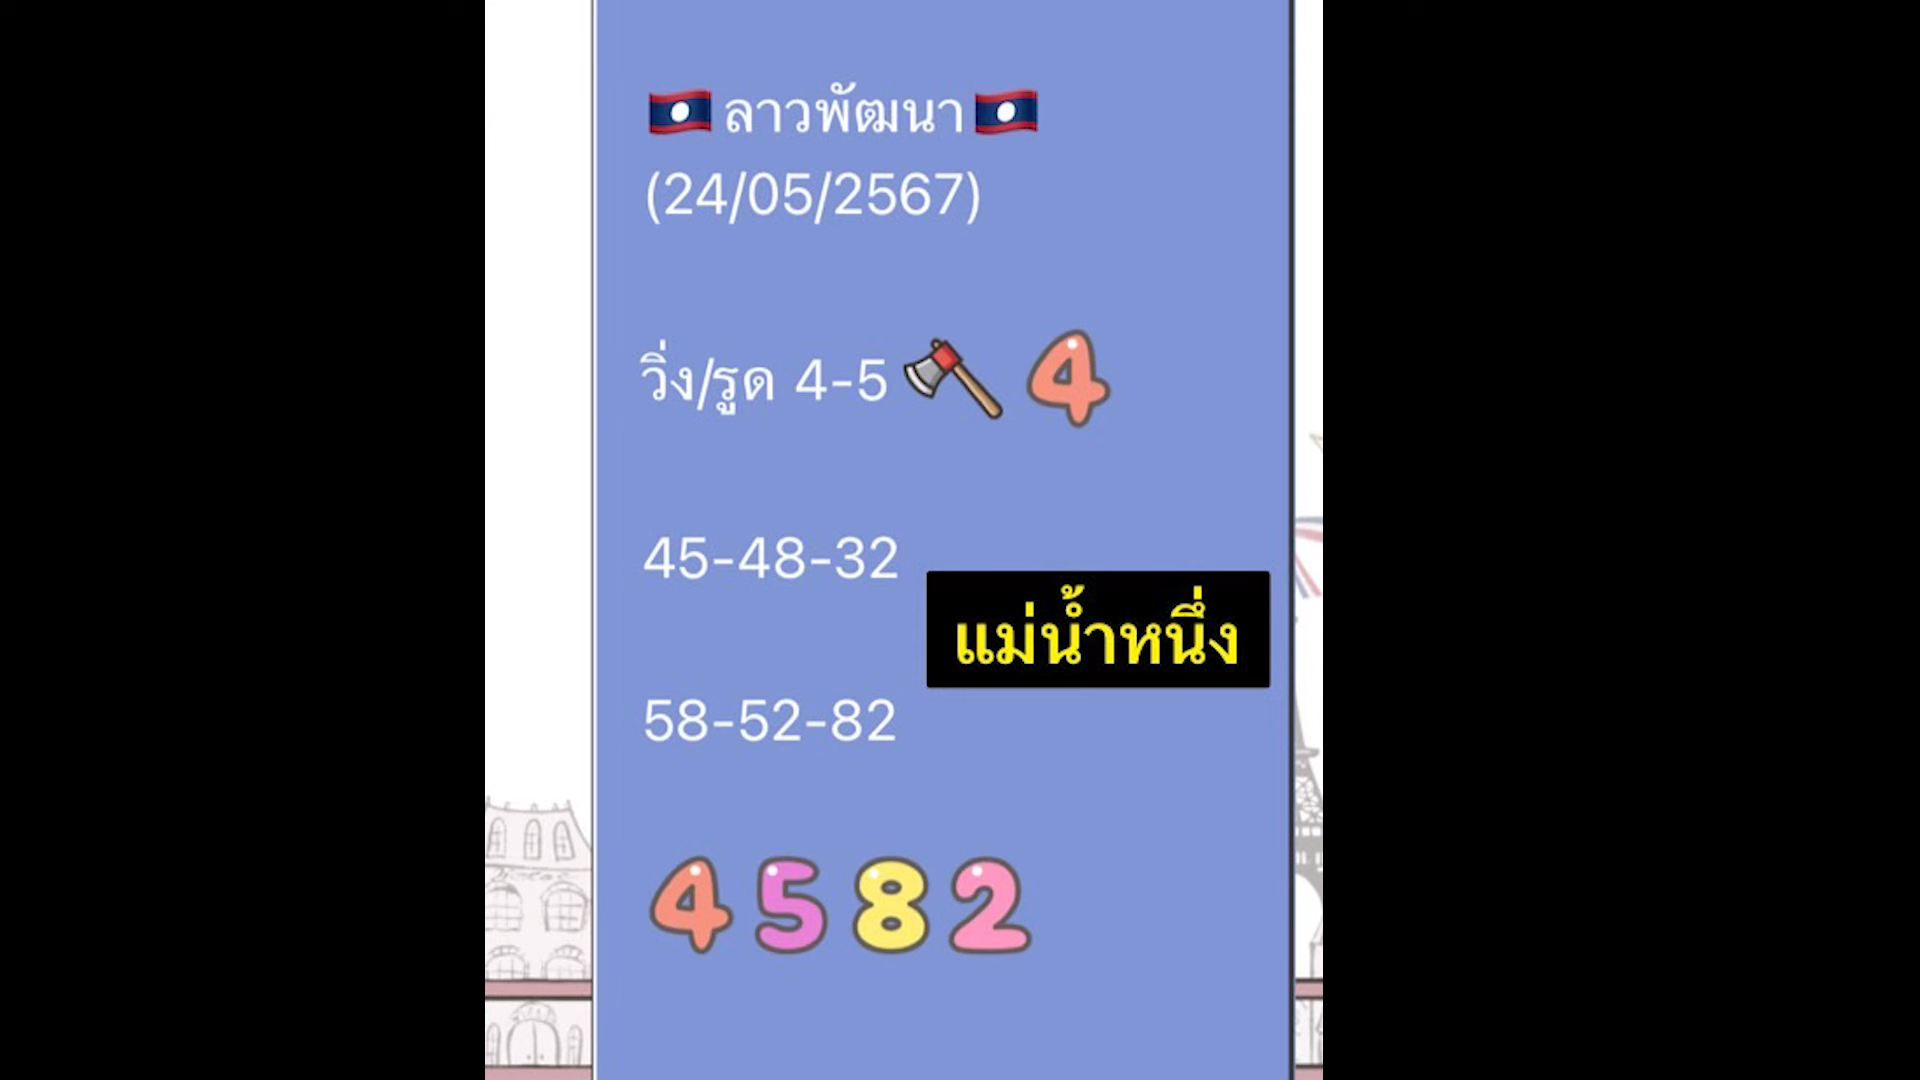 🇱🇦ลาวพัฒนา🇱🇦
(24/05/2567)
วิ่ง/รูด 4-5🪓4
45-48-32
แม่น้ำหนึ่ง
58-52-82
4582